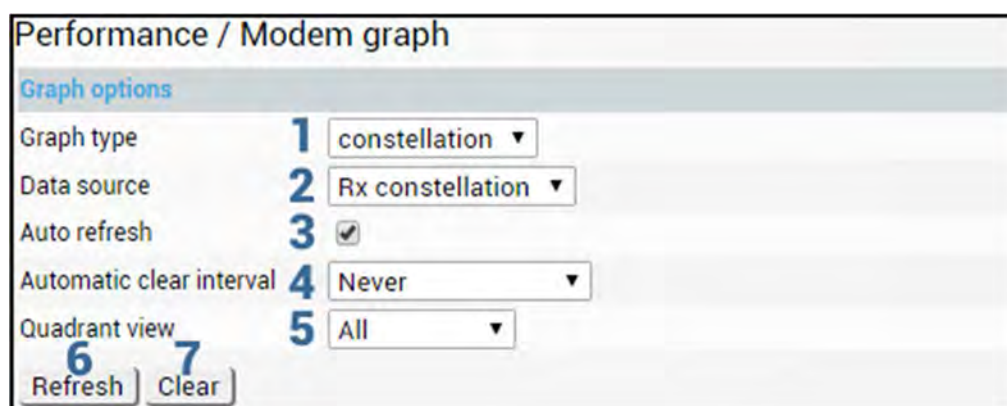 Performance / Modem graph
Graph options
Graph type 1 constellation
Data source 2 Rx constellation
Auto refresh 3
Automatic clear interval 4 Never
Quadrant view 5 All
6 7
Refresh Clear